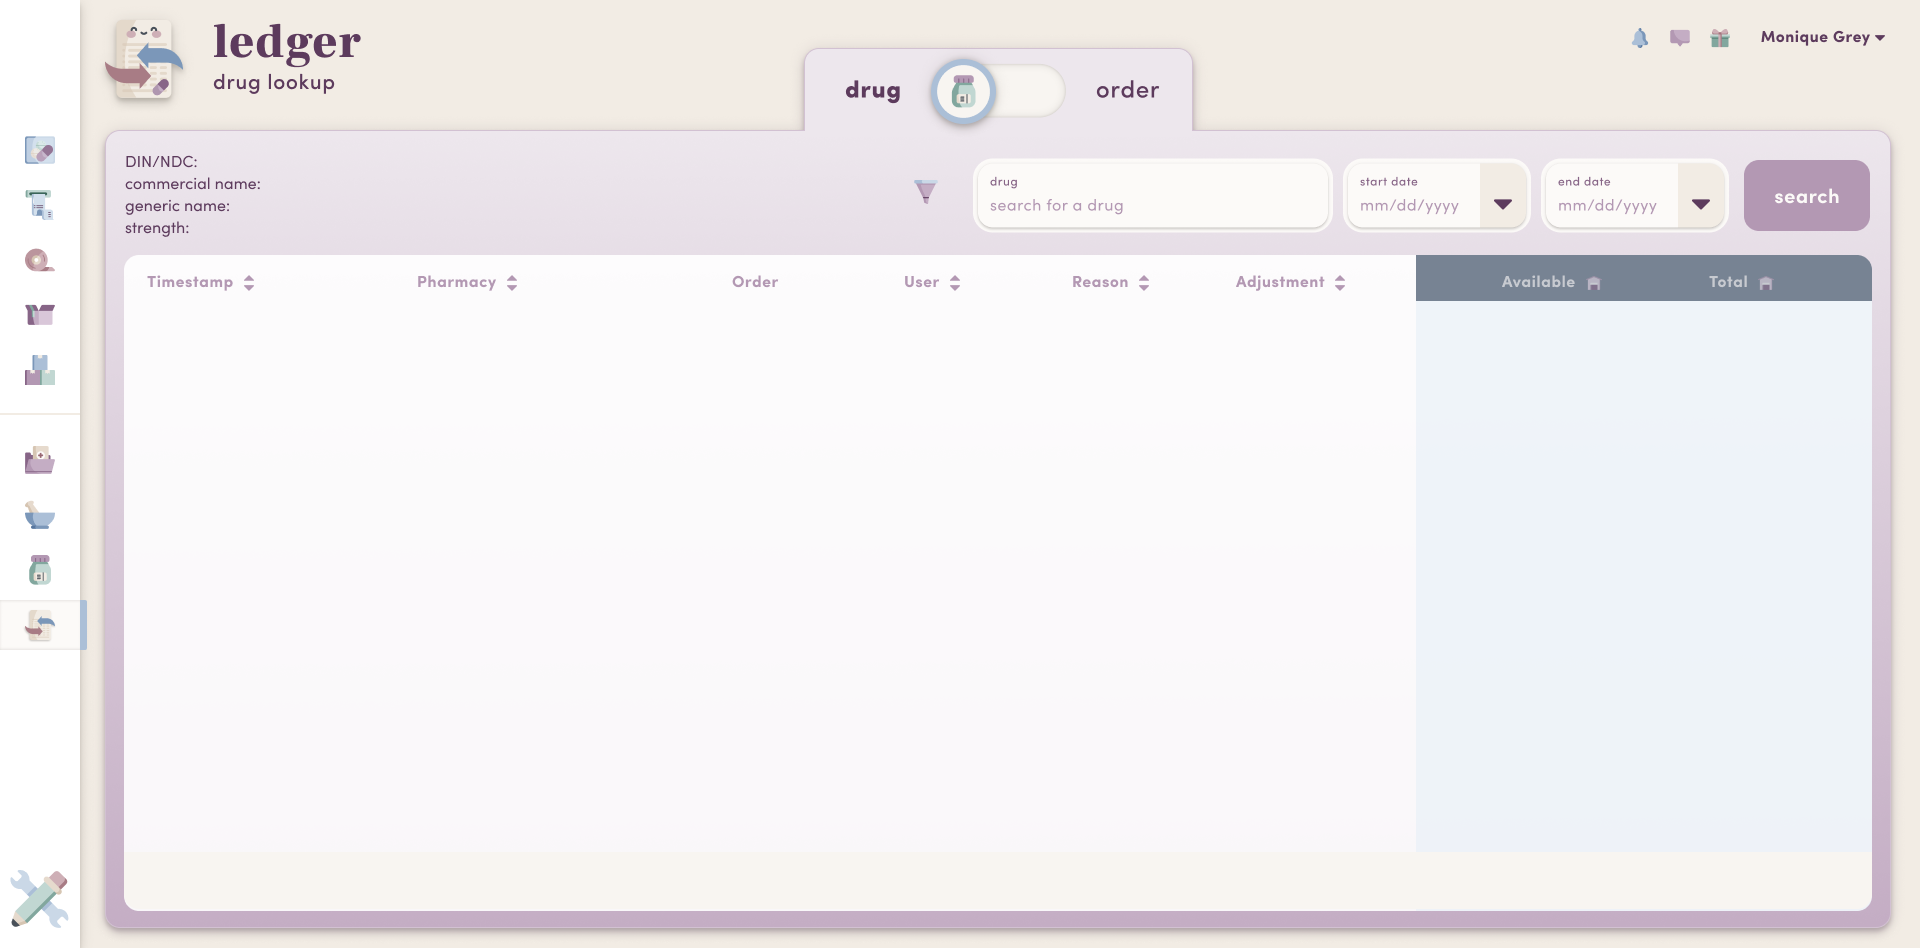 ledger
drug lookup
drug
order
Monique Grey
DIN/NDC:
commercial name:
generic name:
strength:
drug
search for a drug
start date
mm/dd/yyyy
end date
mm/dd/yyyy
search
Timestamp Pharmacy Order User Reason Adjustment Available Total